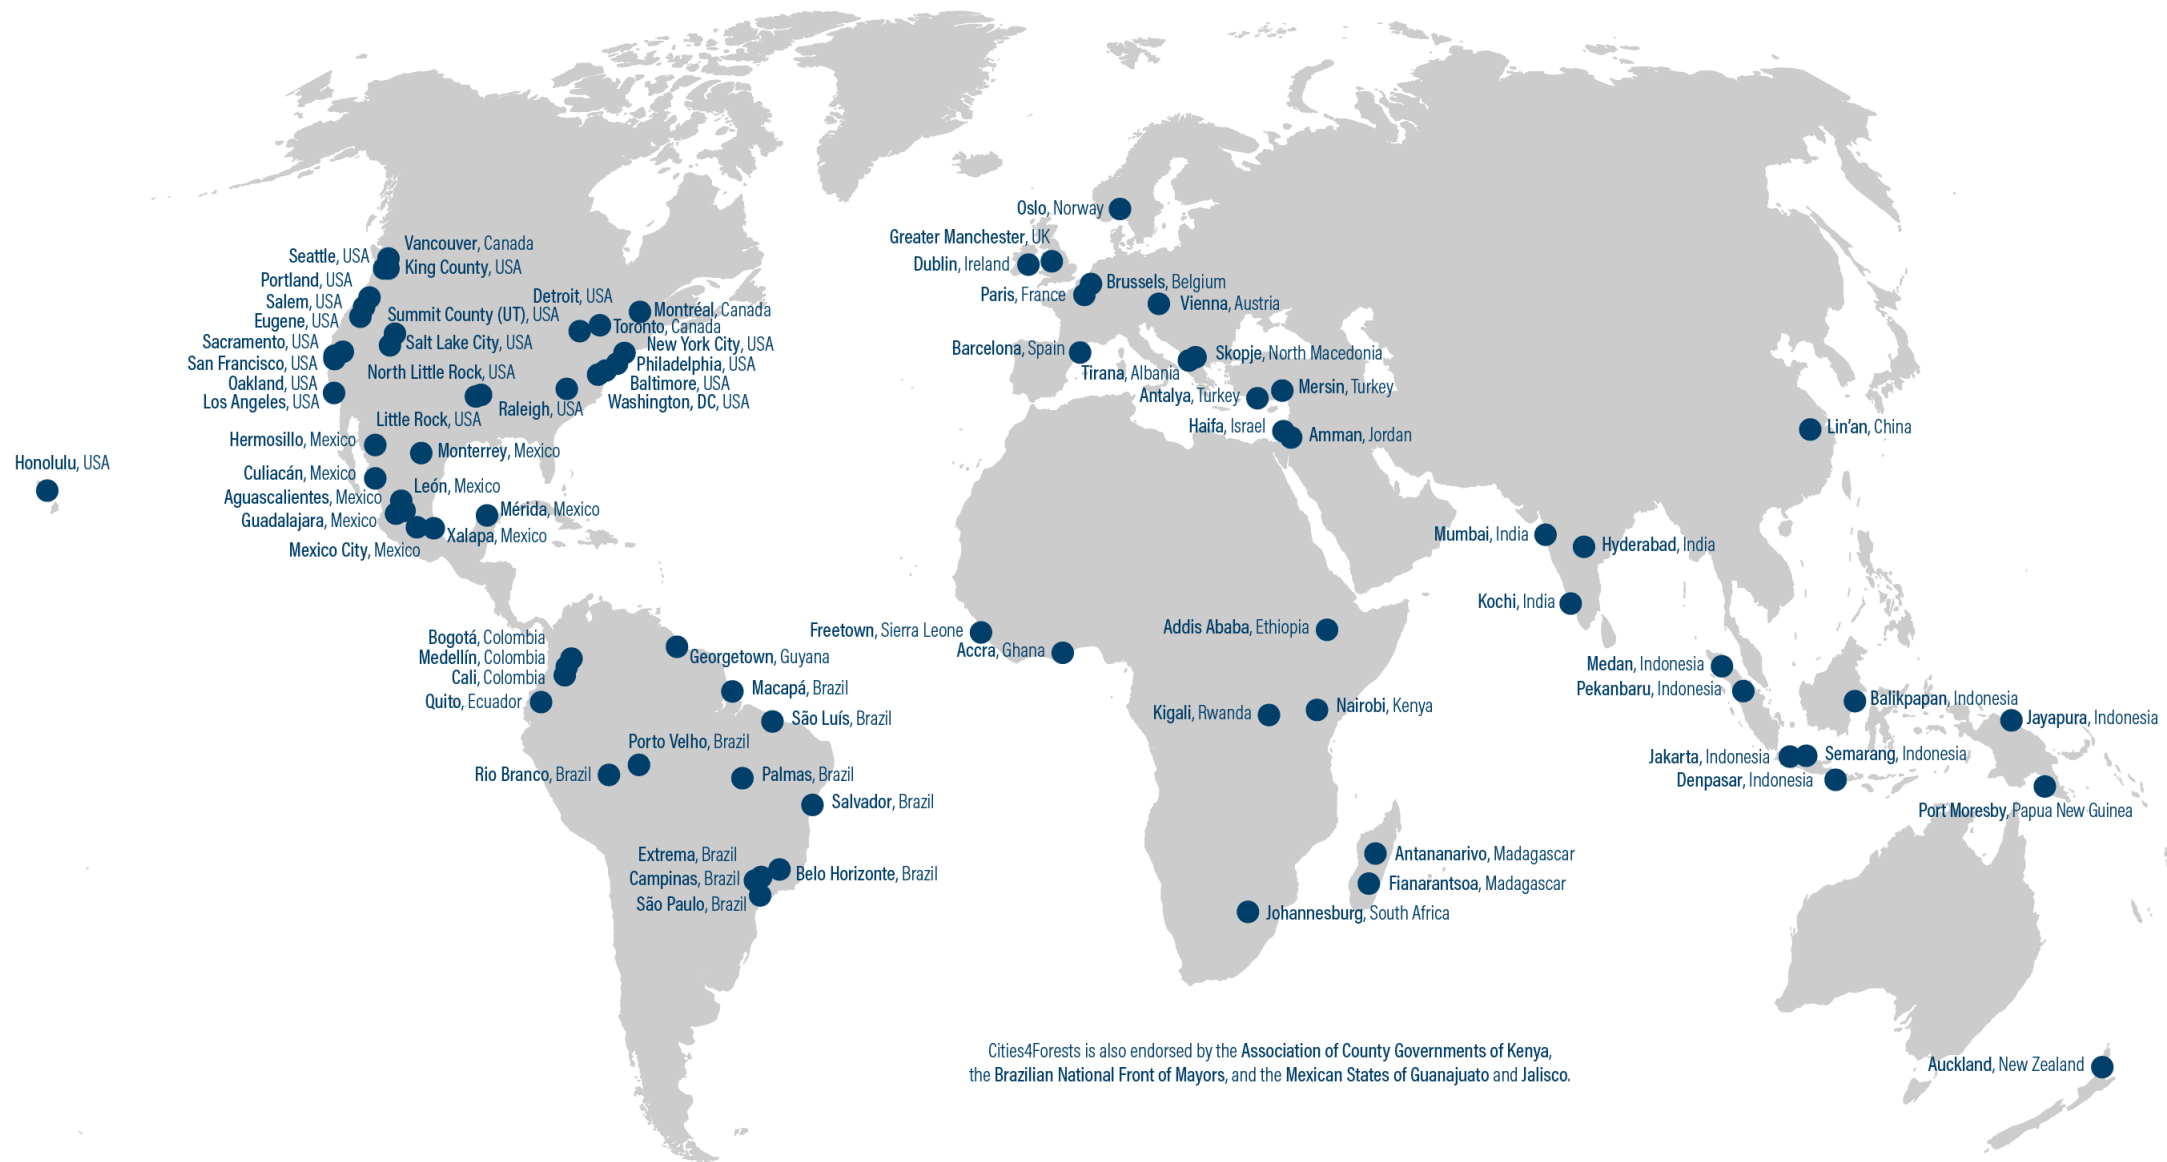 Oslo, Norway
Greater Manchester, UK
Dublin, Ireland
Brussels, Belgium
Paris, France
Vienna, Austria
Barcelona, Spain
Skopje, North Macedonia
Tirana, Albania
Mersin, Turkey
Antalya, Turkey
Haifa, Israel
Amman, Jordan
Vancouver, Canada
Seattle, USA
King County, USA
Portland, USA
Salem, USA
Eugene, USA
Detroit, USA
Summit County (UT), USA
Montréal, Canada
Toronto, Canada
Sacramento, USA
Salt Lake City, USA
New York City, USA
San Francisco, USA
Philadelphia, USA
North Little Rock, USA
Oakland, USA
Baltimore, USA
Los Angeles, USA
Washington, DC, USA
Raleigh, USA
Little Rock, USA
Hermosillo, Mexico
Monterrey, Mexico
Honolulu, USA
Culiacán, Mexico
León, Mexico
Aguascalientes, Mexico
Mérida, Mexico
Guadalajara, Mexico
Xalapa, Mexico
Mexico City, Mexico
Lin'an, China
Mumbai, India
Hyderabad, India
Kochi, India
Bogotá, Colombia
Medellín, Colombia
Cali, Colombia
Quito, Ecuador
Georgetown, Guyana
Macapá, Brazil
São Luís, Brazil
Porto Velho, Brazil
Rio Branco, Brazil
Palmas, Brazil
Salvador, Brazil
Extrema, Brazil
Campinas, Brazil
Belo Horizonte, Brazil
São Paulo, Brazil
Freetown, Sierra Leone
Accra, Ghana
Addis Ababa, Ethiopia
Kigali, Rwanda
Nairobi, Kenya
Antananarivo, Madagascar
Fianarantsoa, Madagascar
Johannesburg, South Africa
Medan, Indonesia
Pekanbaru, Indonesia
Balikpapan, Indonesia
Jayapura, Indonesia
Jakarta, Indonesia
Semarang, Indonesia
Denpasar, Indonesia
Port Moresby, Papua New Guinea
Auckland, New Zealand
Cities4Forests is also endorsed by the Association of County Governments of Kenya,
the Brazilian National Front of Mayors, and the Mexican States of Guanajuato and Jalisco.